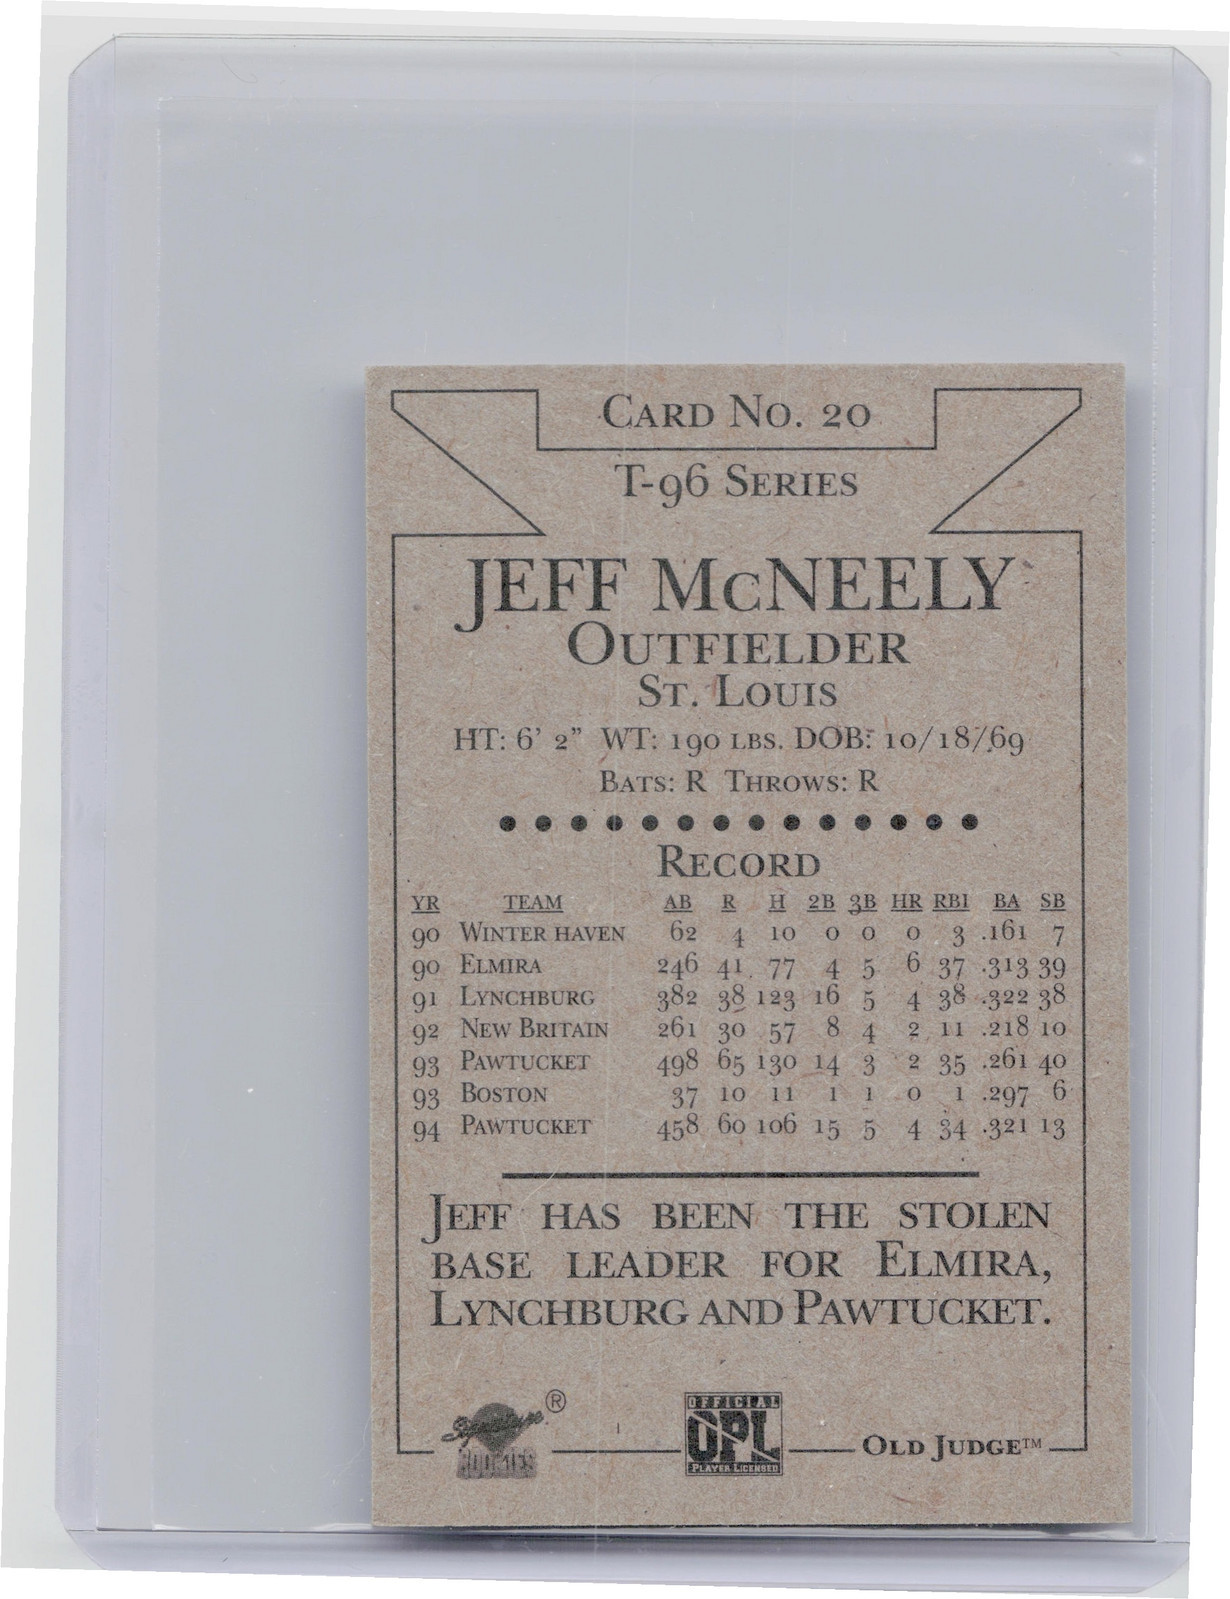 Card No. 20
T-96 Series
JEFF McNEELY
Outfielder
St. Louis
HT: 6' 2” WT: 190 LBS. DOB: 10/18/69
Bats: R Throws: R
Record
YR TEAM AB R H 2B 3B HR RBI BA SB
90 Winter Haven 62 4 10 0 0 0 3 .161 7
90 Elmira 246 41 77 4 5 6 37 .313 39
91 Lynchburg 382 38 123 16 5 4 38 .322 38
92 New Britain 261 30 57 8 4 2 11 .218 10
93 Pawtucket 498 65 130 14 3 2 35 .261 40
93 Boston 37 10 11 1 1 0 1 .297 6
94 Pawtucket 458 60 106 15 5 4 34 .321 13
Jeff has been the stolen
base leader for Elmira,
Lynchburg and Pawtucket.
Signature ®
Rookies
OFFICIAL
OPL
Player Licensed
Old Judge™